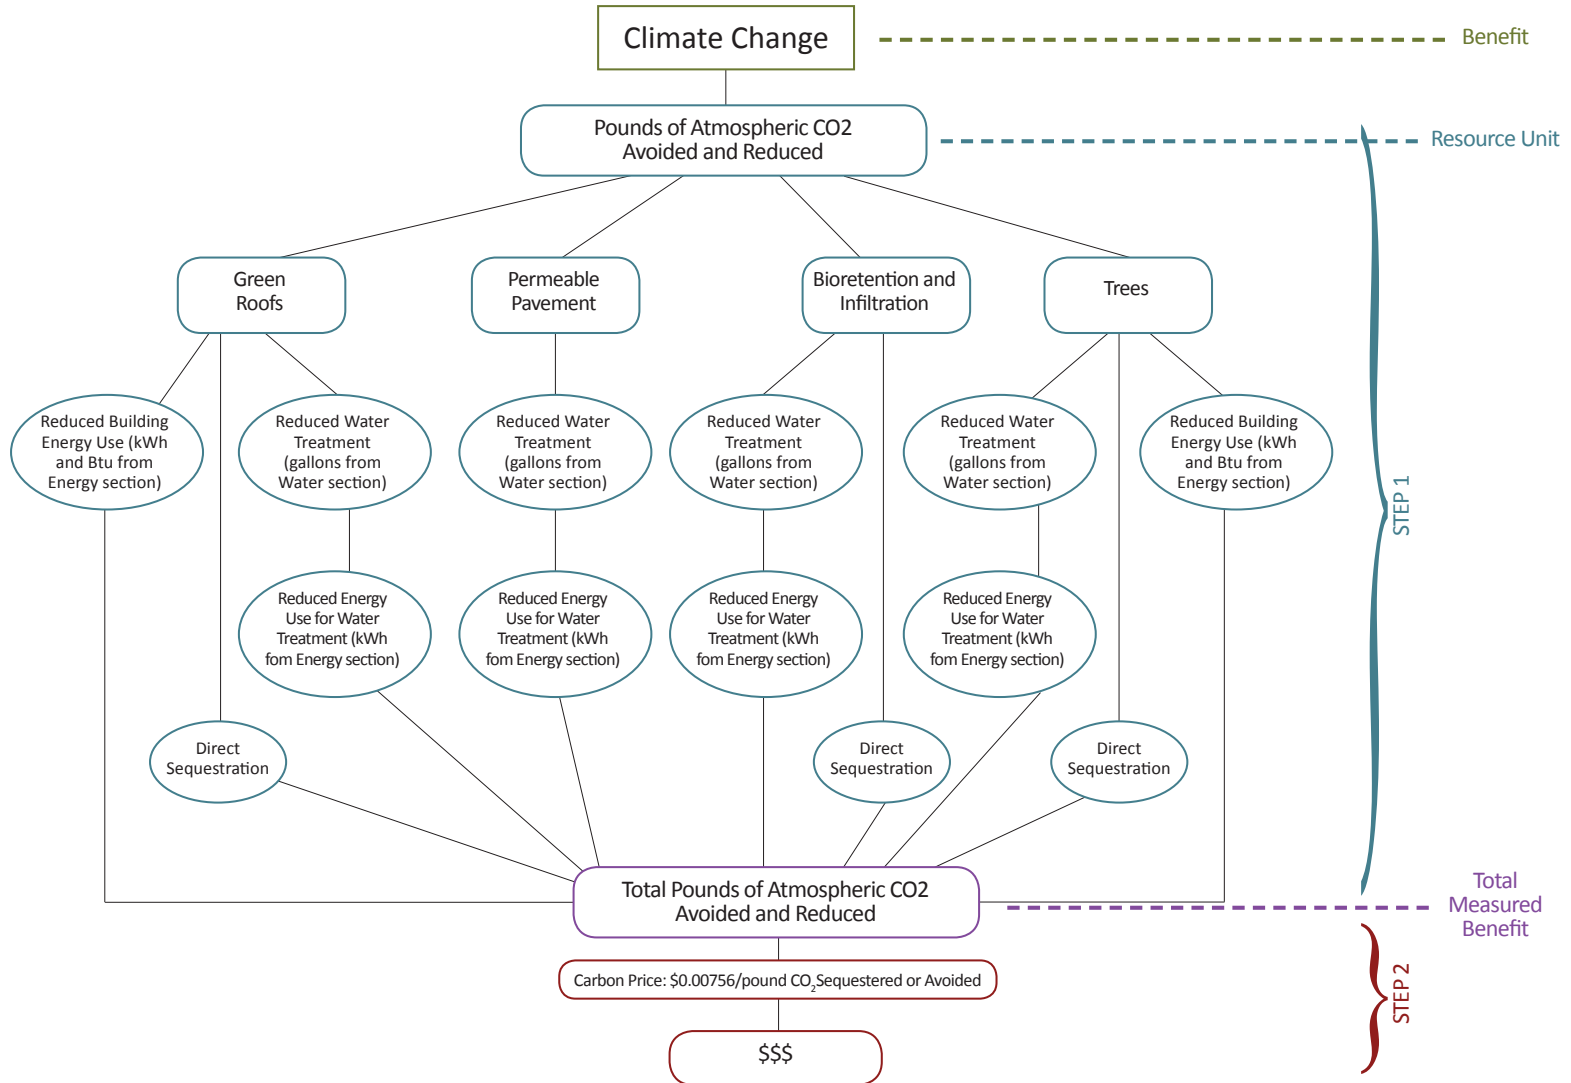 Climate Change
Benefit
Pounds of Atmospheric CO2
Avoided and Reduced
Resource Unit
Green
Roofs
Permeable
Pavement
Bioretention and
Infiltration
Trees
Reduced Building
Energy Use (kWh
and Btu from
Energy section)
Reduced Water
Treatment
(gallons from
Water section)
Reduced Water
Treatment
(gallons from
Water section)
Reduced Water
Treatment
(gallons from
Water section)
Reduced Water
Treatment
(gallons from
Water section)
Reduced Building
Energy Use (kWh
and Btu from
Energy section)
STEP 1
Reduced Energy
Use for Water
Treatment (kWh
fom Energy section)
Reduced Energy
Use for Water
Treatment (kWh
fom Energy section)
Reduced Energy
Use for Water
Treatment (kWh
fom Energy section)
Reduced Energy
Use for Water
Treatment (kWh
fom Energy section)
Direct
Sequestration
Direct
Sequestration
Direct
Sequestration
Total Pounds of Atmospheric CO2
Avoided and Reduced
Total
Measured
Benefit
Carbon Price: $0.00756/pound CO2Sequestered or Avoided
STEP 2
$$$